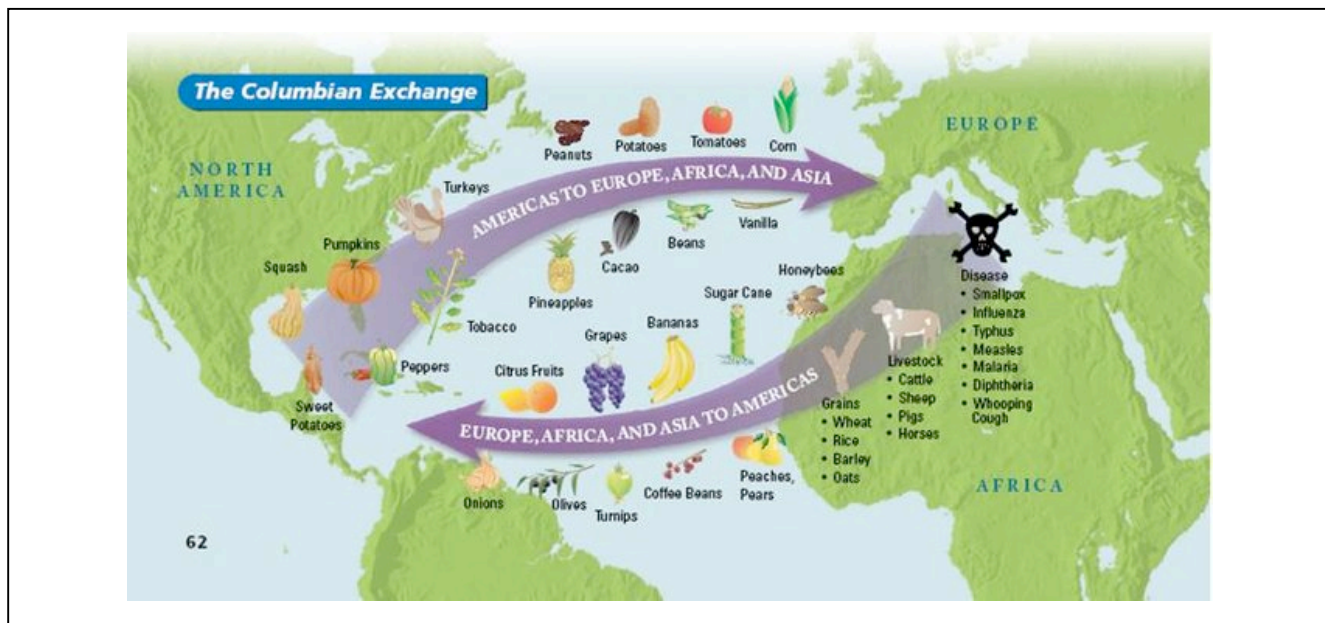 The Columbian Exchange
NORTH
AMERICA
EUROPE
AFRICA
AMERICAS TO EUROPE, AFRICA, AND ASIA
Peanuts
Potatoes
Tomatoes
Corn
Turkeys
Pumpkins
Squash
Tobacco
Pineapples
Cacao
Beans
Vanilla
Peppers
Sweet
Potatoes
EUROPE, AFRICA, AND ASIA TO AMERICAS
Citrus Fruits
Grapes
Bananas
Sugar Cane
Honeybees
Onions
Olives
Turnips
Coffee Beans
Peaches,
Pears
Grains
• Wheat
• Rice
• Barley
• Oats
Livestock
• Cattle
• Sheep
• Pigs
• Horses
Disease
• Smallpox
• Influenza
• Typhus
• Measles
• Malaria
• Diphtheria
• Whooping
Cough
62